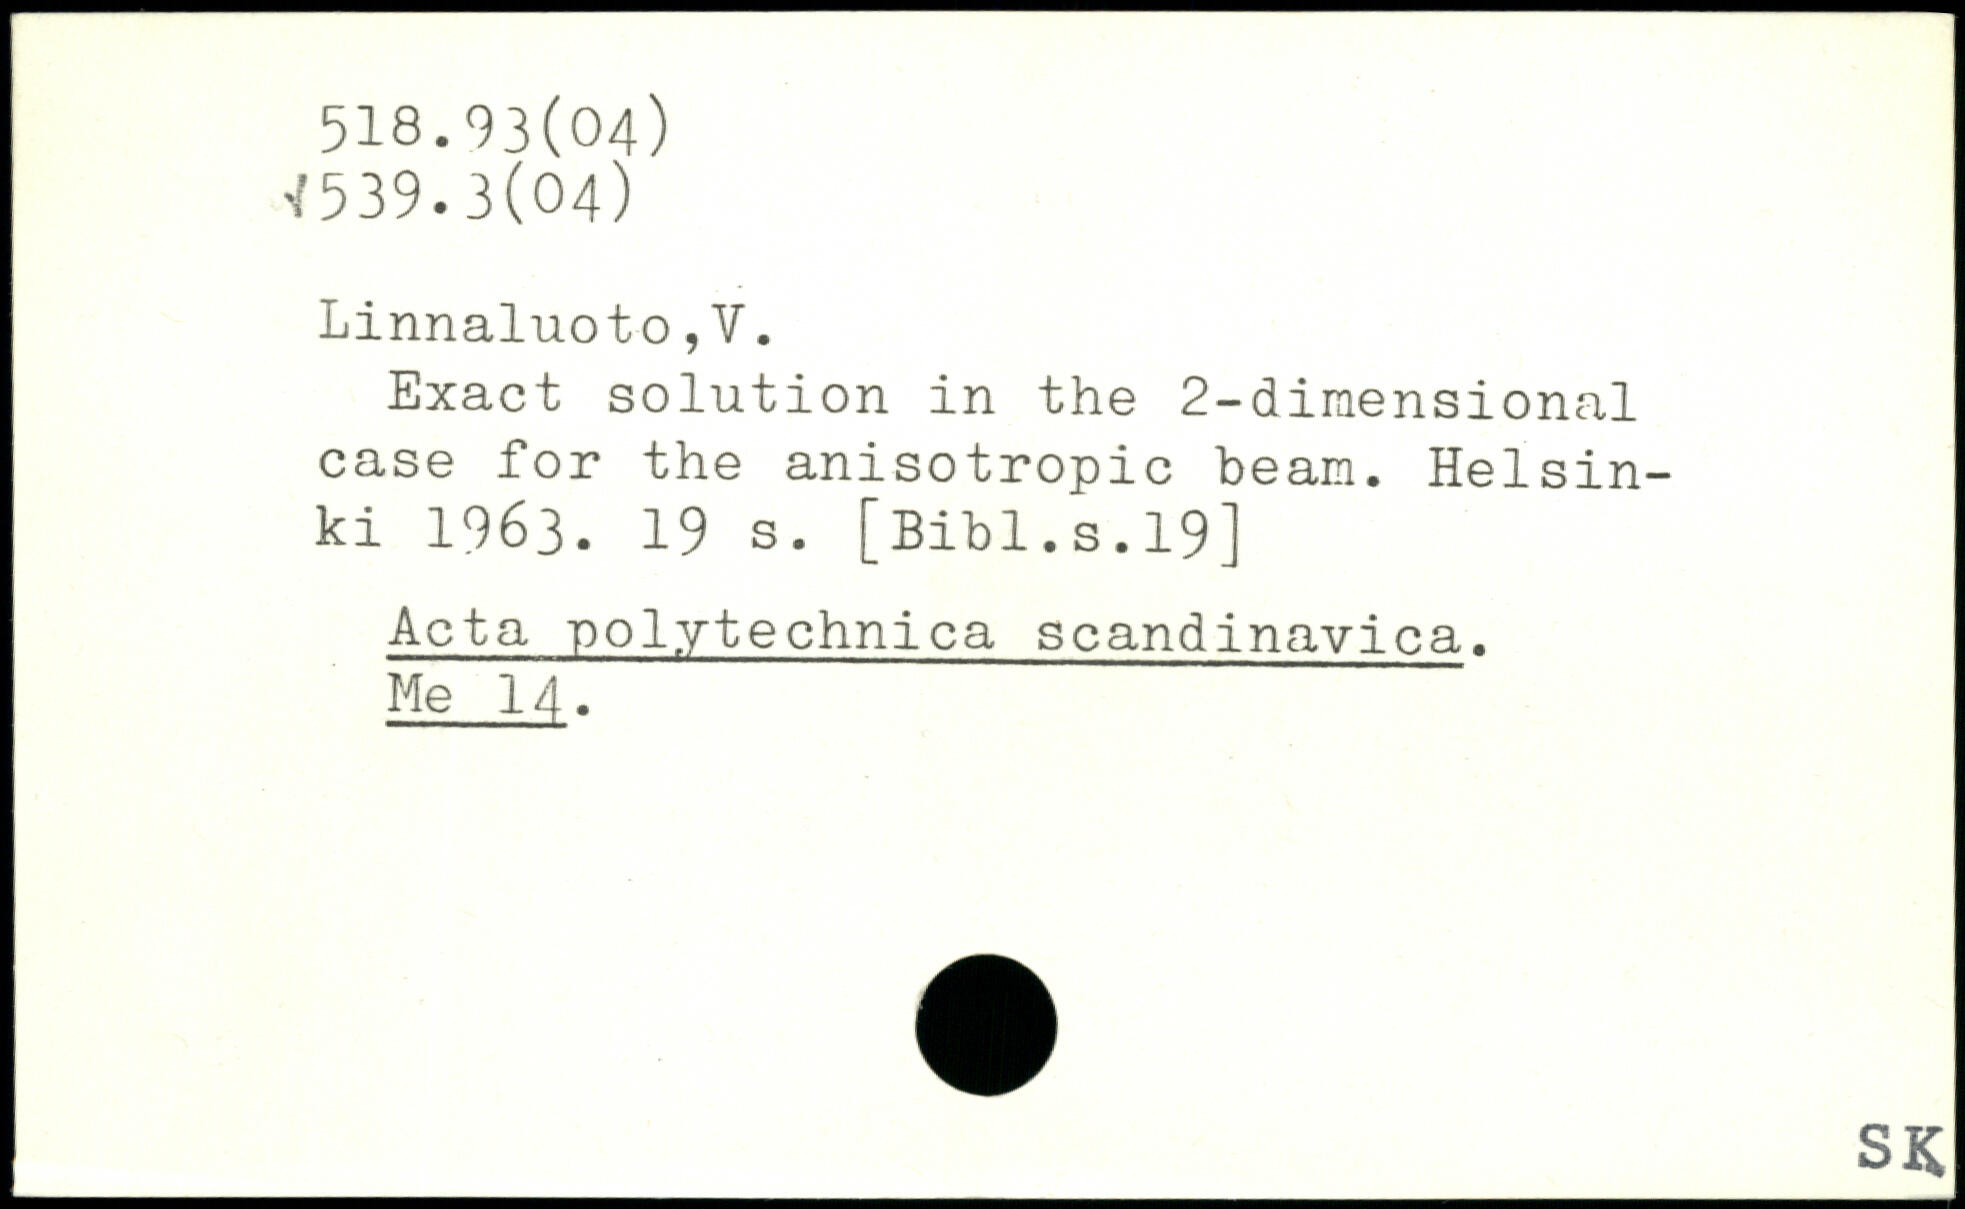 518.93(04)
√539.3(04)
Linnaluoto,V.
Exact solution in the 2-dimensional
case for the anisotropic beam. Helsin-
ki 1963. 19 s. [Bibl.s.19]
Acta polytechnica scandinavica.
Me 14.
SK